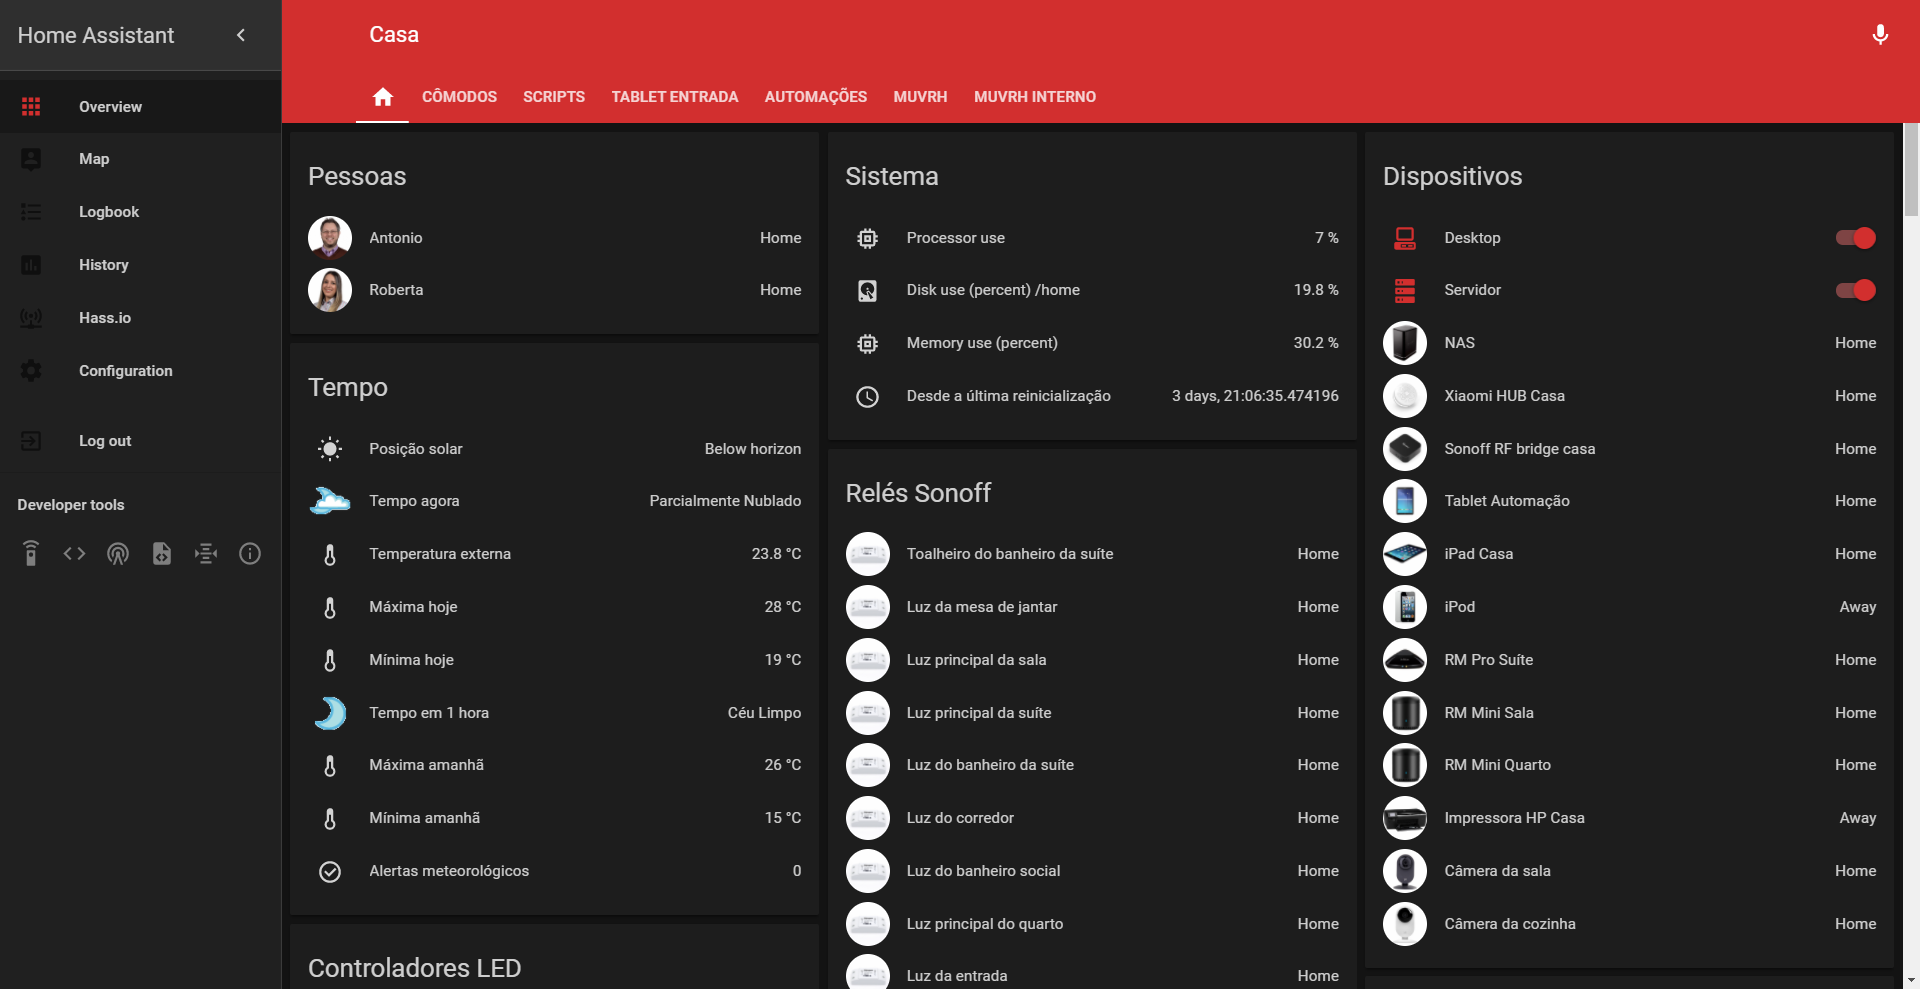 Home Assistant
Overview
Map
Logbook
History
Hass.io
Configuration
Log out
Developer tools
Casa
CÔMODOS SCRIPTS TABLET ENTRADA AUTOMAÇÕES MUVRH MUVRH INTERNO
Pessoas
Antonio Home
Roberta Home
Tempo
Posição solar Below horizon
Tempo agora Parcialmente Nublado
Temperatura externa 23.8 °C
Máxima hoje 28 °C
Mínima hoje 19 °C
Tempo em 1 hora Céu Limpo
Máxima amanhã 26 °C
Mínima amanhã 15 °C
Alertas meteorológicos 0
Controladores LED
Sistema
Processor use 7 %
Disk use (percent) /home 19.8 %
Memory use (percent) 30.2 %
Desde a última reinicialização 3 days, 21:06:35.474196
Relés Sonoff
Toalheiro do banheiro da suíte Home
Luz da mesa de jantar Home
Luz principal da sala Home
Luz principal da suíte Home
Luz do banheiro da suíte Home
Luz do corredor Home
Luz do banheiro social Home
Luz principal do quarto Home
Luz da entrada Home
Dispositivos
Desktop
Servidor
NAS Home
Xiaomi HUB Casa Home
Sonoff RF bridge casa Home
Tablet Automação Home
iPad Casa Home
iPod Away
RM Pro Suíte Home
RM Mini Sala Home
RM Mini Quarto Home
Impressora HP Casa Away
Câmera da sala Home
Câmera da cozinha Home